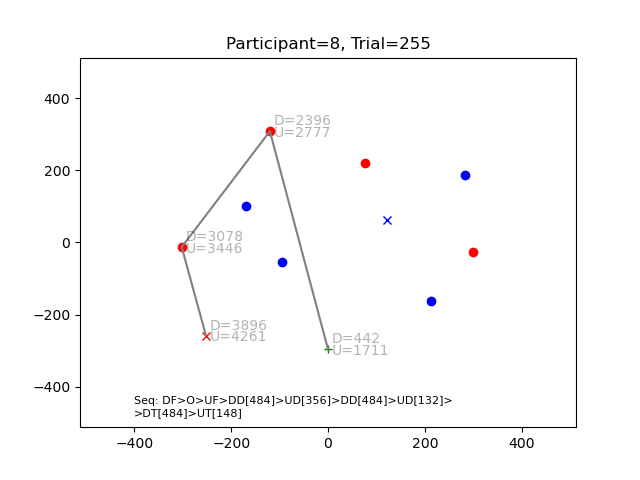 Participant=8, Trial=255
400
200
0
−200
−400
D=2396
U=2777
D=3078
U=3446
D=3896
U=4261
D=442
U=1711
Seq: DF>O>UF>DD[484]>UD[356]>DD[484]>UD[132]>
>DT[484]>UT[148]
−400 −200 0 200 400